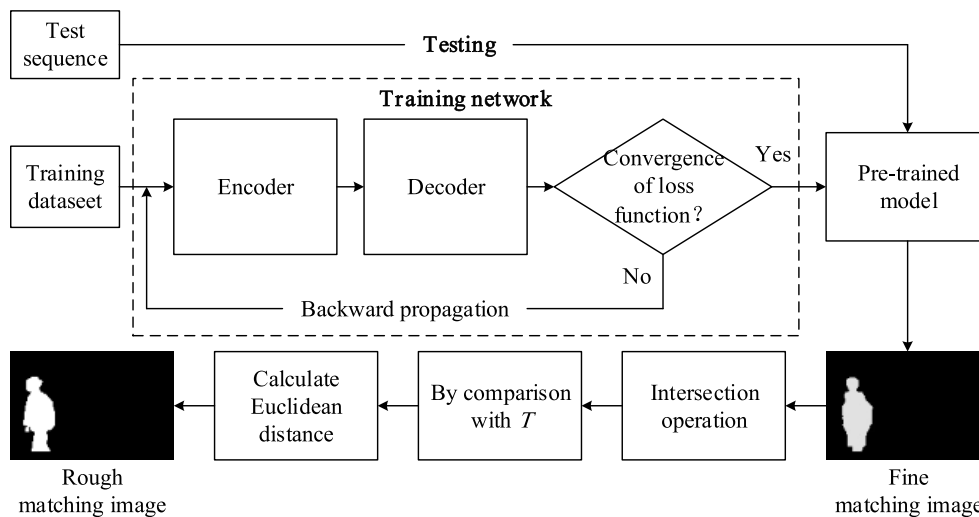 Test
sequence
Testing
Training network
Training
dataseet
Encoder
Decoder
Convergence
of loss
function？
Yes
Pre-trained
model
No
Backward propagation
Calculate
Euclidean
distance
By comparison
with T
Intersection
operation
Rough
matching image
Fine
matching image